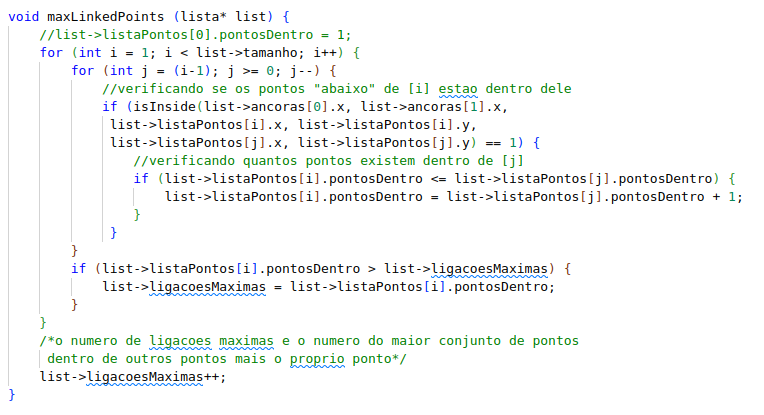 void maxLinkedPoints (lista* list) {
//list->listaPontos[0].pontosDentro = 1;
for (int i = 1; i < list->tamanho; i++) {
for (int j = (i-1); j >= 0; j--) {
//verificando se os pontos "abaixo" de [i] estao dentro dele
if (isInside(list->ancoras[0].x, list->ancoras[1].x,
list->listaPontos[i].x, list->listaPontos[i].y,
list->listaPontos[j].x, list->listaPontos[j].y) == 1) {
//verificando quantos pontos existem dentro de [j]
if (list->listaPontos[i].pontosDentro <= list->listaPontos[j].pontosDentro) {
list->listaPontos[i].pontosDentro = list->listaPontos[j].pontosDentro + 1;
}
}
}
if (list->listaPontos[i].pontosDentro > list->ligacoesMaximas) {
list->ligacoesMaximas = list->listaPontos[i].pontosDentro;
}
}
/*o numero de ligacoes maximas e o numero do maior conjunto de pontos
dentro de outros pontos mais o proprio ponto*/
list->ligacoesMaximas++;
}